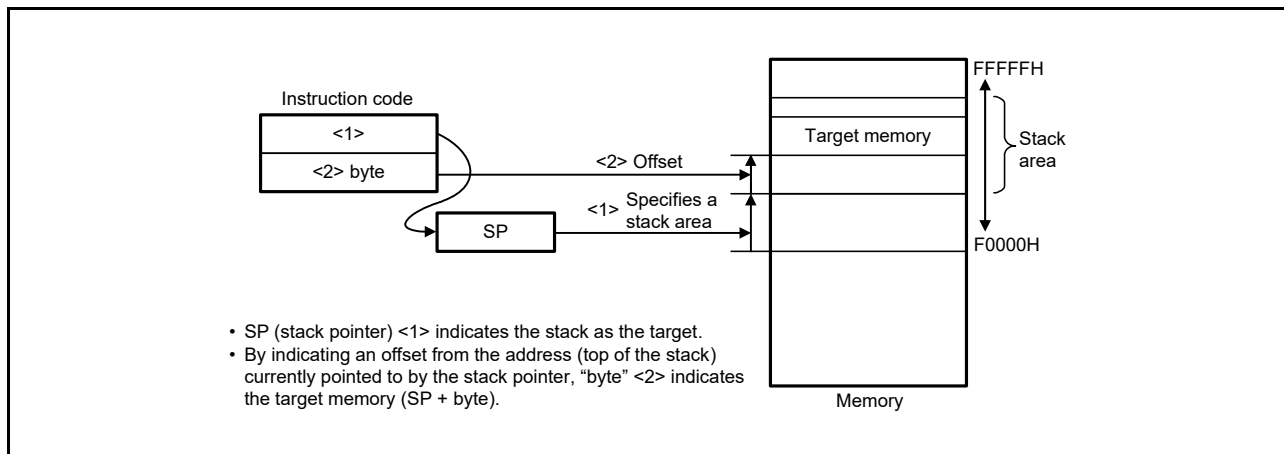 Instruction code
<1>
<2> byte
SP
<2> Offset
<1> Specifies a
stack area
FFFFFH
Target memory
Stack
area
F0000H
Memory
• SP (stack pointer) <1> indicates the stack as the target.
• By indicating an offset from the address (top of the stack)
currently pointed to by the stack pointer, “byte” <2> indicates
the target memory (SP + byte).